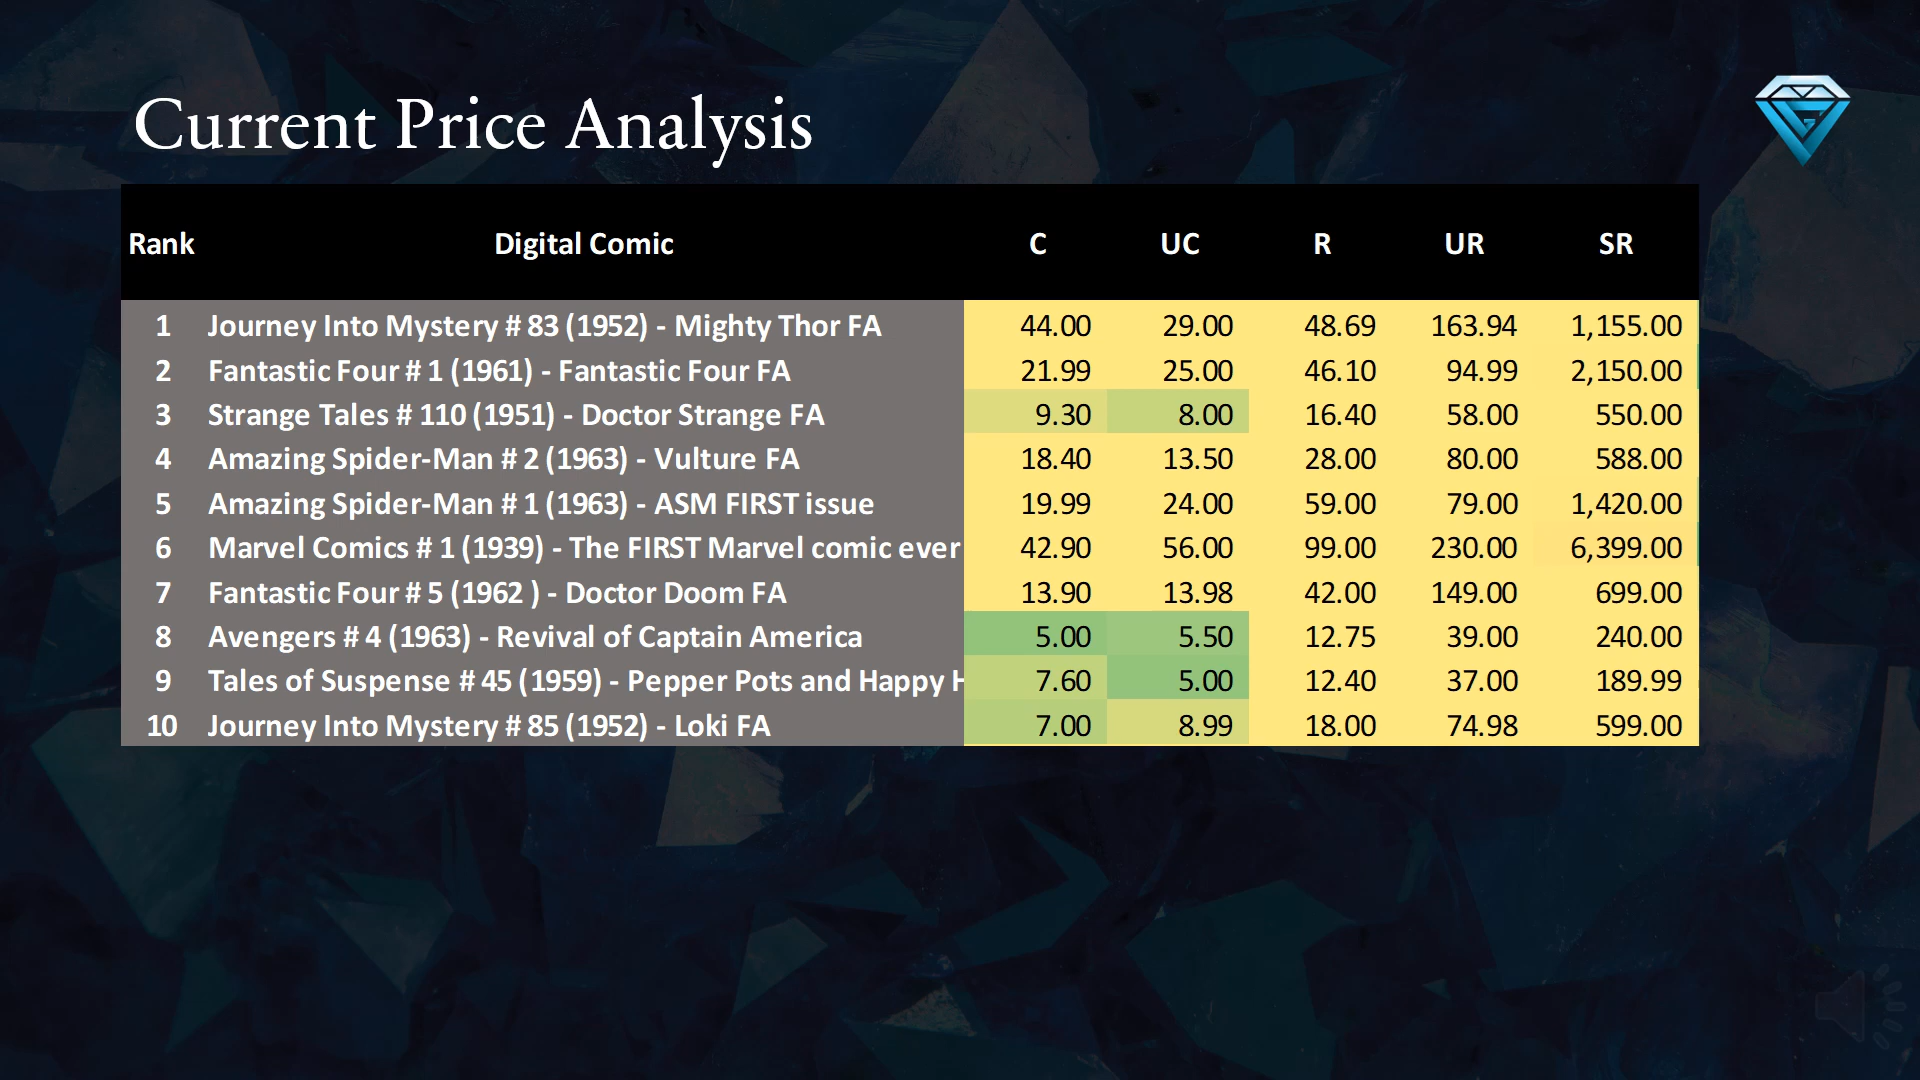 Current Price Analysis
Rank Digital Comic C UC R UR SR
1 Journey Into Mystery # 83 (1952) - Mighty Thor FA 44.00 29.00 48.69 163.94 1,155.00
2 Fantastic Four # 1 (1961) - Fantastic Four FA 21.99 25.00 46.10 94.99 2,150.00
3 Strange Tales # 110 (1951) - Doctor Strange FA 9.30 8.00 16.40 58.00 550.00
4 Amazing Spider-Man # 2 (1963) - Vulture FA 18.40 13.50 28.00 80.00 588.00
5 Amazing Spider-Man # 1 (1963) - ASM FIRST issue 19.99 24.00 59.00 79.00 1,420.00
6 Marvel Comics # 1 (1939) - The FIRST Marvel comic ever 42.90 56.00 99.00 230.00 6,399.00
7 Fantastic Four # 5 (1962 ) - Doctor Doom FA 13.90 13.98 42.00 149.00 699.00
8 Avengers # 4 (1963) - Revival of Captain America 5.00 5.50 12.75 39.00 240.00
9 Tales of Suspense # 45 (1959) - Pepper Pots and Happy H 7.60 5.00 12.40 37.00 189.99
10 Journey Into Mystery # 85 (1952) - Loki FA 7.00 8.99 18.00 74.98 599.00